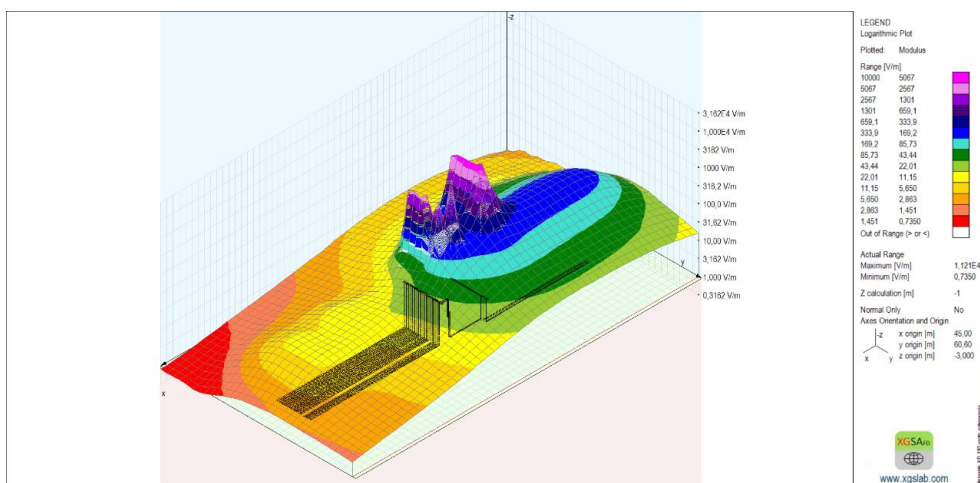 -z
3,162E4 V/m
1,000E4 V/m
3162 V/m
1000 V/m
318,2 V/m
100,0 V/m
31,62 V/m
10,00 V/m
3,162 V/m
1,000 V/m
0,3162 V/m
y
x
LEGEND
Logarithmic Plot
Plotted: Modulus
Range [V/m]
10000 5067
5067 2567
2567 1301
1301 659,1
659,1 333,9
333,9 169,2
169,2 85,73
85,73 43,44
43,44 22,01
22,01 11,15
11,15 5,650
5,650 2,863
2,863 1,451
1,451 0,7350
Out of Range (> or <)
Actual Range
Maximum [V/m] 1,121E4
Minimum [V/m] 0,7350
Z calculation [m] -1
Normal Only No
Axes Orientation and Origin
-z
x y
x origin [m] 45,00
y origin [m] 60,60
z origin [m] -3,000
XGSAFD
www.xgslab.com